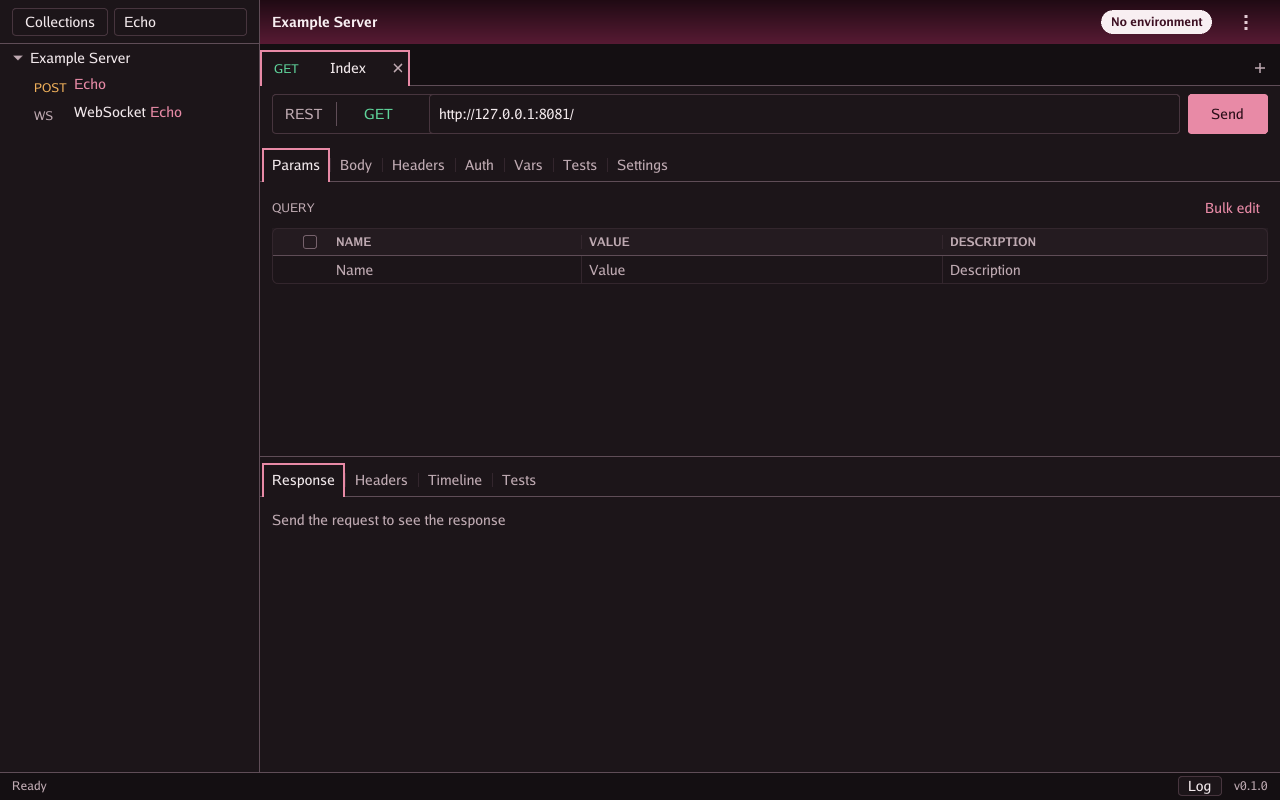 Collections
Echo
Example Server
No environment
Example Server
POST Echo
WS WebSocket Echo
GET Index
REST GET http://127.0.0.1:8081/ Send
Params Body Headers Auth Vars Tests Settings
QUERY Bulk edit
NAME VALUE DESCRIPTION
Name Value Description
Response Headers Timeline Tests
Send the request to see the response
Ready Log v0.1.0